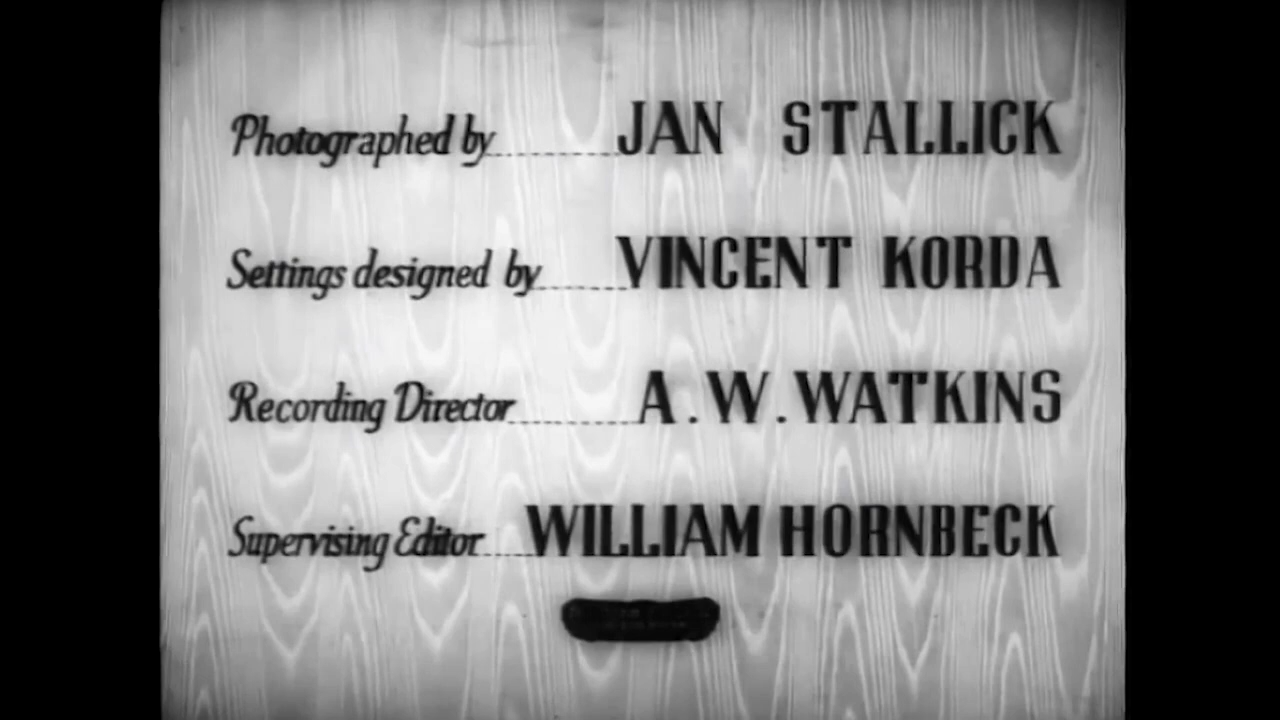 Photographed by JAN STALLICK
Settings designed by VINCENT KORDA
Recording Director A.W. WATKINS
Supervising Editor WILLIAM HORNBECK